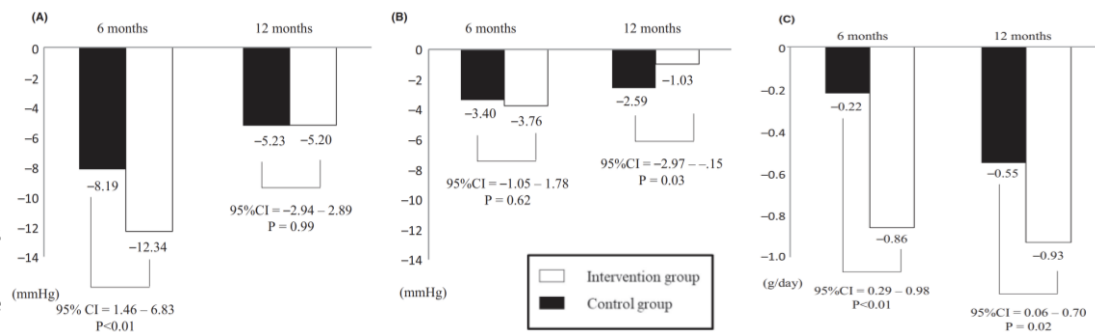 (A)
6 months
12 months
0
−2
−4
−6
−8
−10
−12
−14
(mmHg)
−8.19
−12.34
95% CI = 1.46 – 6.83
P<0.01
−5.23
−5.20
95%CI = −2.94 – 2.89
P = 0.99
(B)
6 months
12 months
0
−2
−4
−6
−8
−10
−12
−14
(mmHg)
−3.40
−3.76
95%CI = −1.05 – 1.78
P = 0.62
−2.59
−1.03
95%CI = −2.97 – −.15
P = 0.03
Intervention group
Control group
(C)
6 months
12 months
0
−0.2
−0.4
−0.6
−0.8
−1.0
(g/day)
−0.22
−0.86
95%CI = 0.29 – 0.98
P<0.01
−0.55
−0.93
95%CI = 0.06 – 0.70
P = 0.02